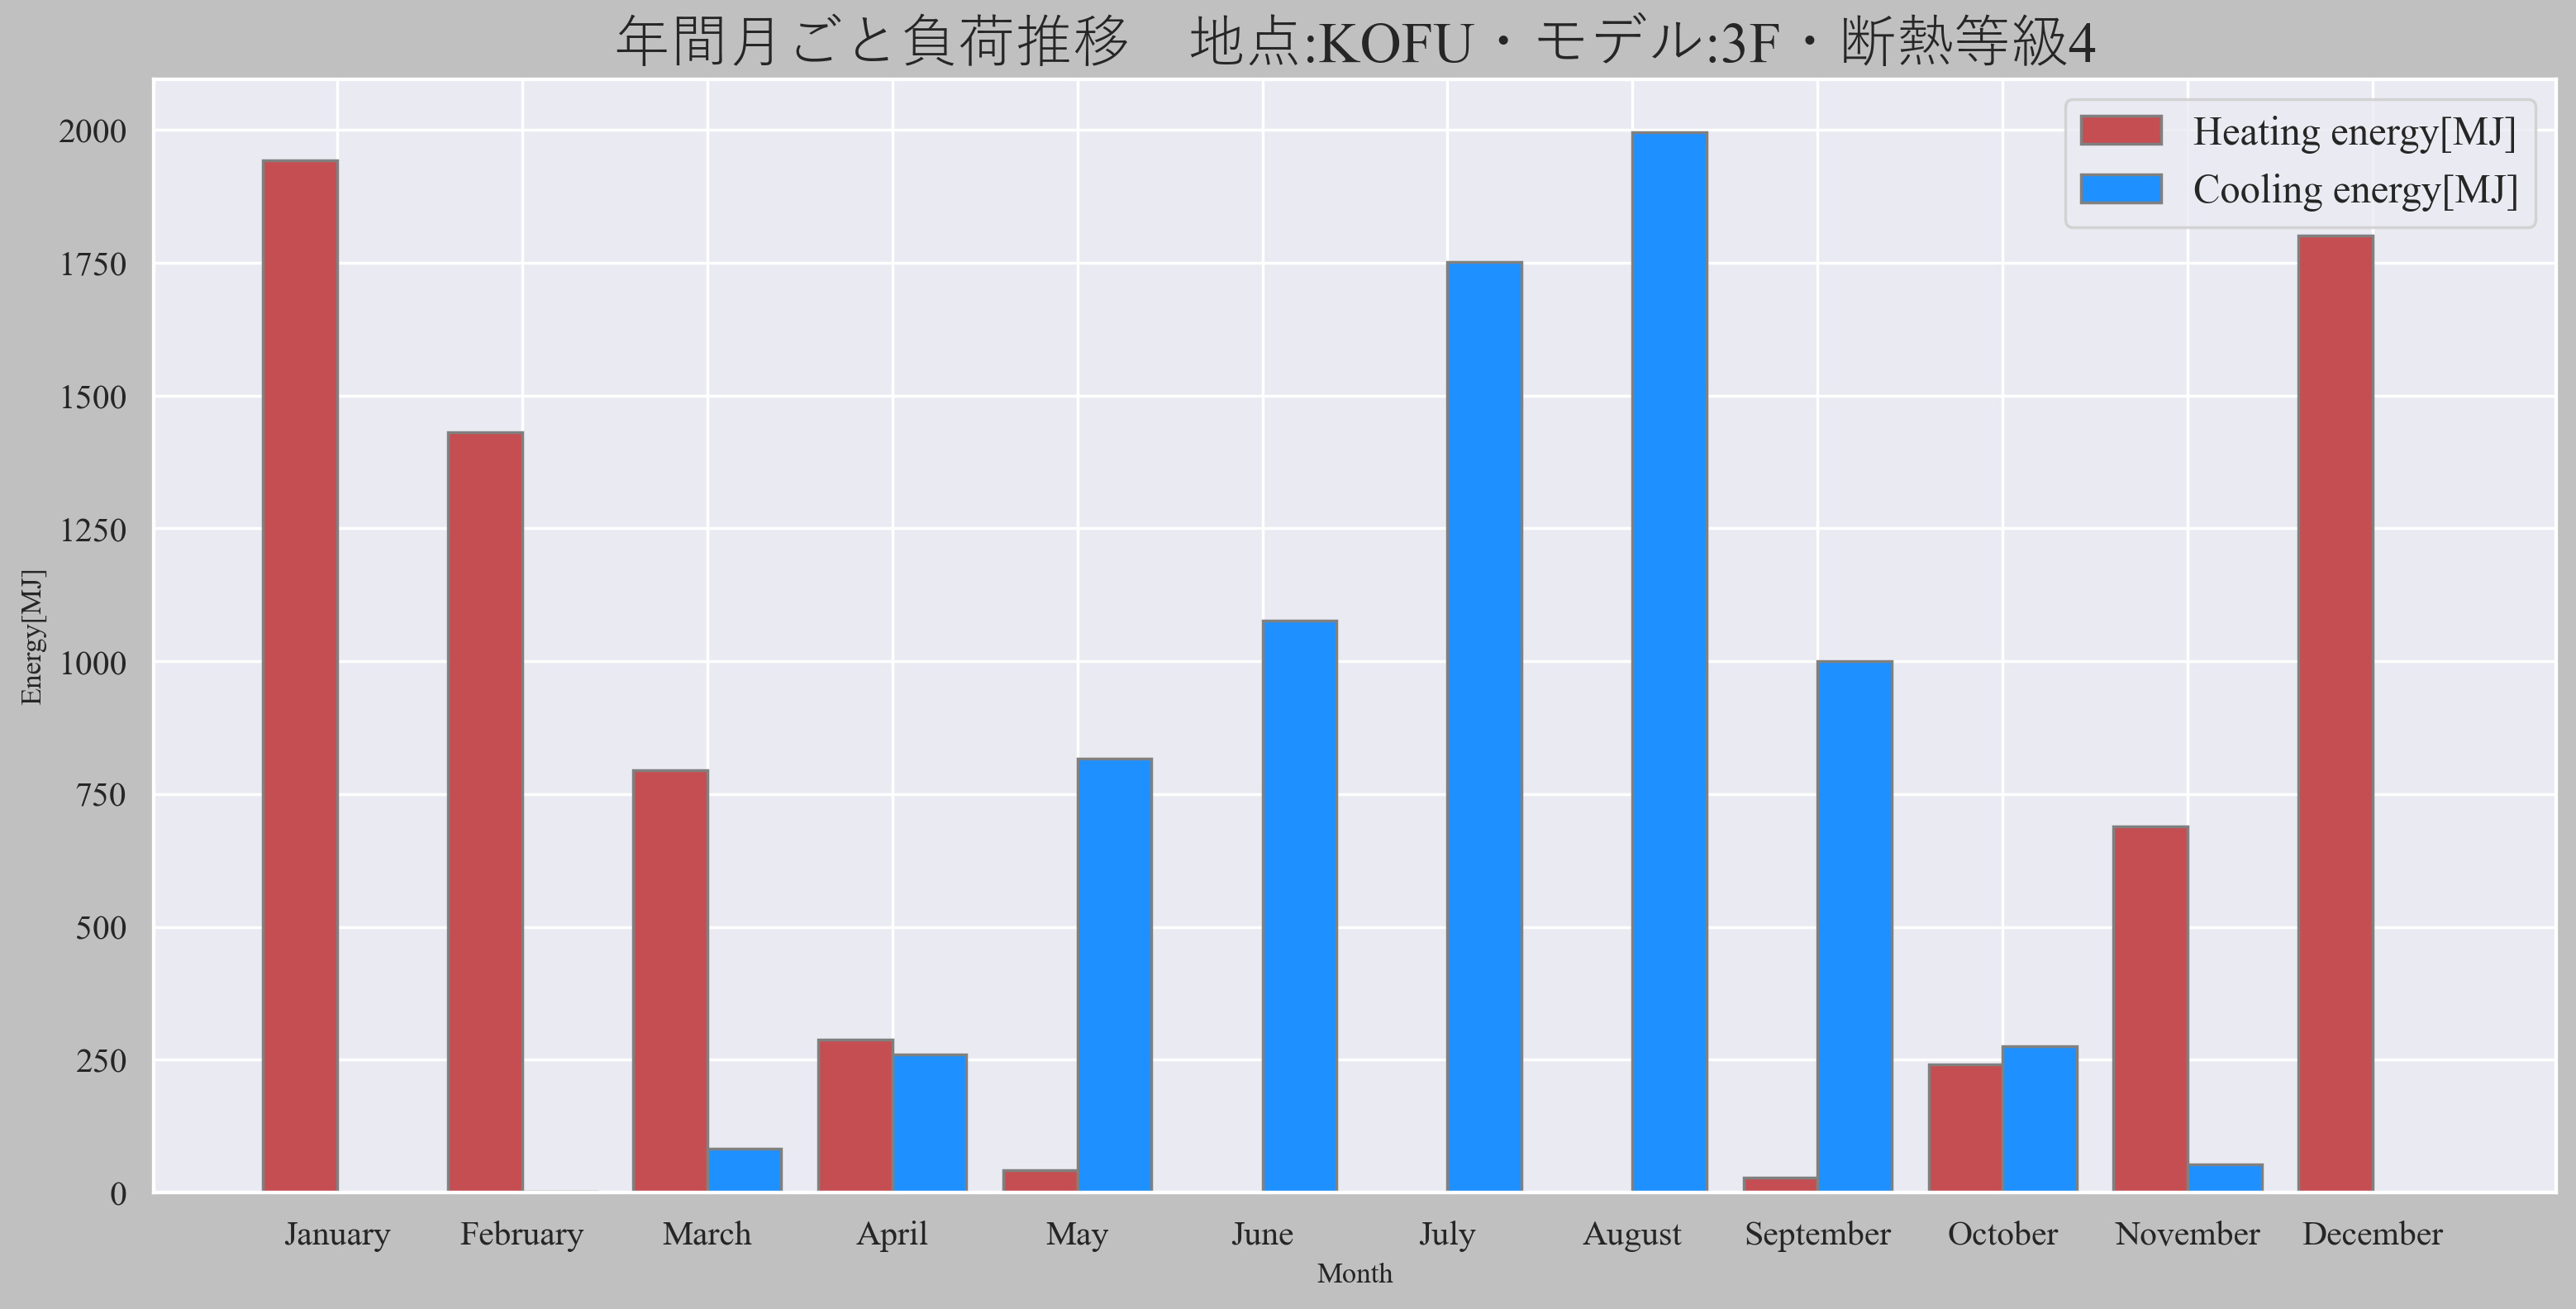 年間月ごと負荷推移　地点:KOFU・モデル:3F・断熱等級4
Heating energy[MJ]
Cooling energy[MJ]
2000
1750
1500
1250
1000
750
500
250
0
Energy[MJ]
January February March April May June July August September October November December
Month